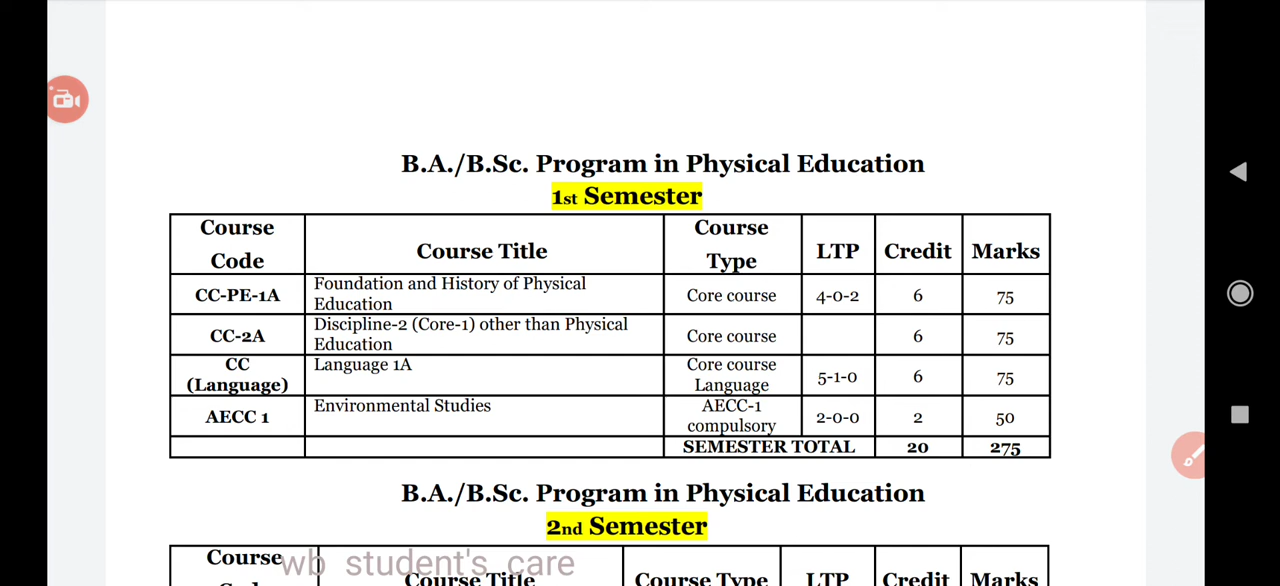 B.A./B.Sc. Program in Physical Education
1st Semester
Course Code Course Title Course Type LTP Credit Marks
CC-PE-1A Foundation and History of Physical Education Core course 4-0-2 6 75
CC-2A Discipline-2 (Core-1) other than Physical Education Core course 6 75
CC (Language) Language 1A Core course Language 5-1-0 6 75
AECC 1 Environmental Studies AECC-1 compulsory 2-0-0 2 50
SEMESTER TOTAL 20 275
B.A./B.Sc. Program in Physical Education
2nd Semester
Course Code Course Title Course Type LTP Credit Marks
wb student's care